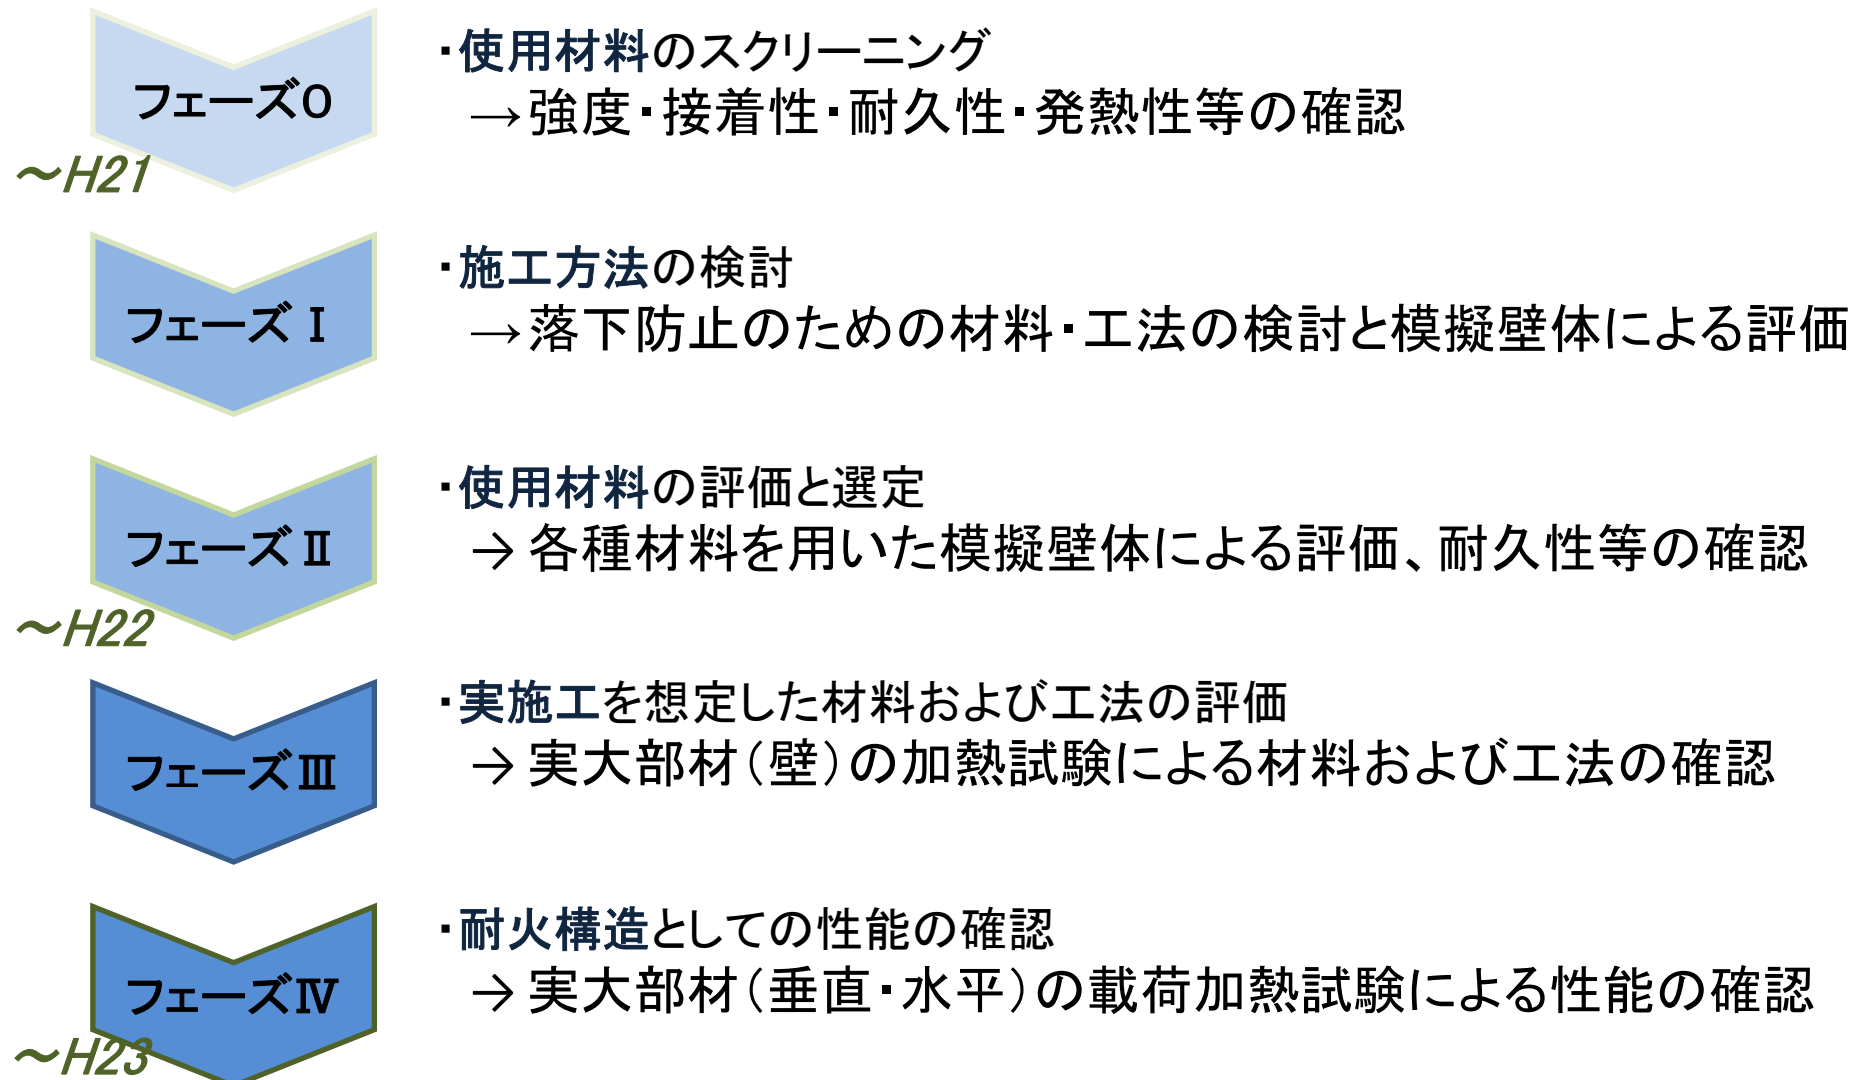 フェーズ0
・使用材料のスクリーニング
→強度・接着性・耐久性・発熱性等の確認
～H21
フェーズⅠ
・施工方法の検討
→落下防止のための材料・工法の検討と模擬壁体による評価
フェーズⅡ
・使用材料の評価と選定
→各種材料を用いた模擬壁体による評価、耐久性等の確認
～H22
フェーズⅢ
・実施工を想定した材料および工法の評価
→実大部材（壁）の加熱試験による材料および工法の確認
フェーズⅣ
・耐火構造としての性能の確認
→実大部材（垂直・水平）の載荷加熱試験による性能の確認
～H23